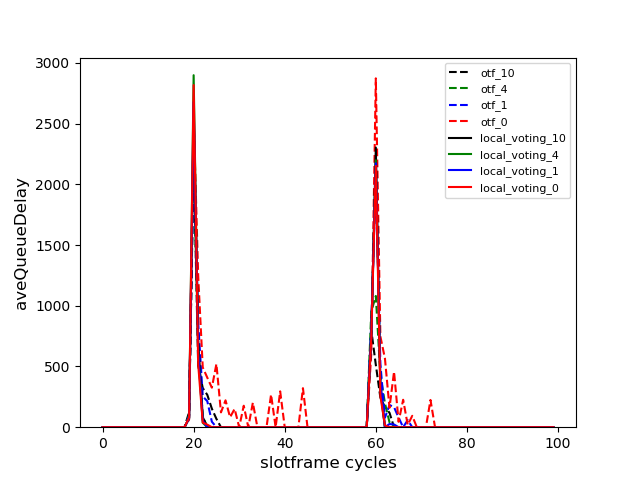 3000
2500
2000
1500
1000
500
0
aveQueueDelay
0 20 40 60 80 100
slotframe cycles
otf_10
otf_4
otf_1
otf_0
local_voting_10
local_voting_4
local_voting_1
local_voting_0